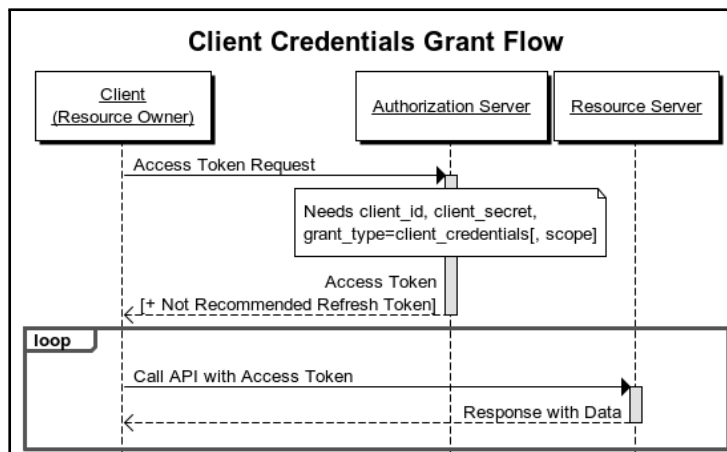 Client Credentials Grant Flow
Client
(Resource Owner)
Authorization Server
Resource Server
Access Token Request
Needs client_id, client_secret,
grant_type=client_credentials[, scope]
Access Token
[+ Not Recommended Refresh Token]
loop
Call API with Access Token
Response with Data